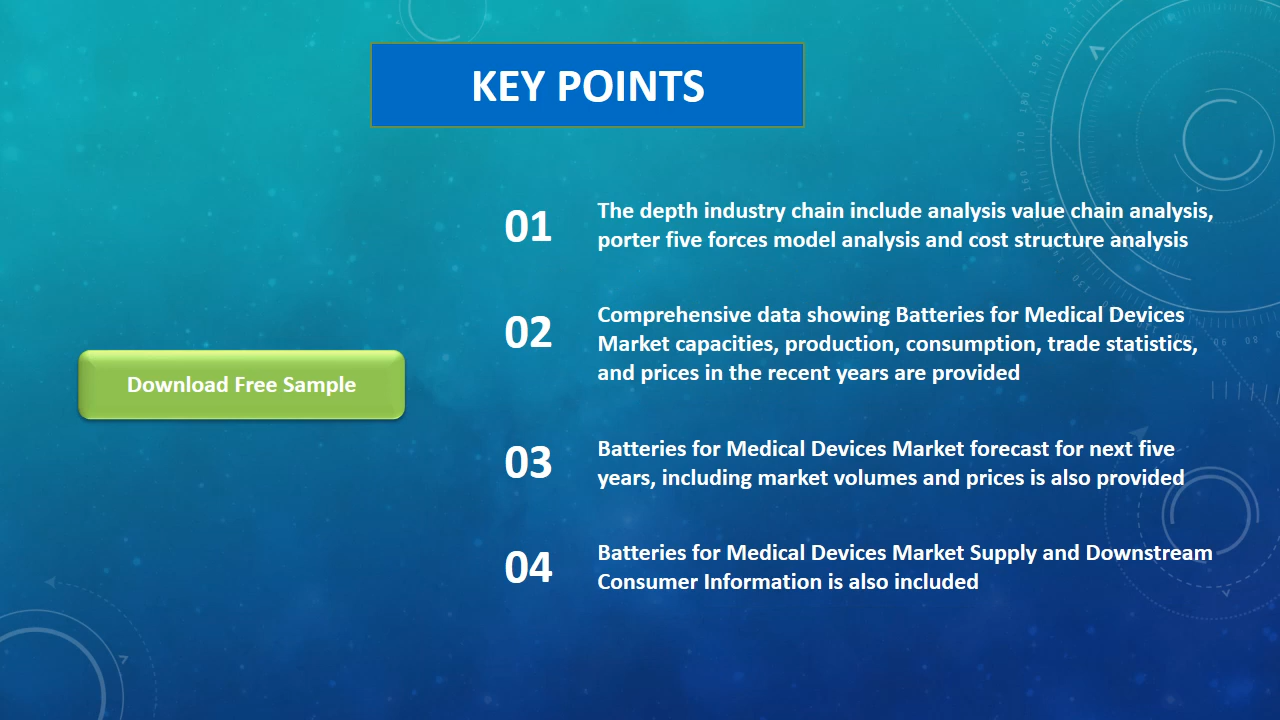 KEY POINTS
01
The depth industry chain include analysis value chain analysis,
porter five forces model analysis and cost structure analysis
02
Comprehensive data showing Batteries for Medical Devices
Market capacities, production, consumption, trade statistics,
and prices in the recent years are provided
Download Free Sample
03
Batteries for Medical Devices Market forecast for next five
years, including market volumes and prices is also provided
04
Batteries for Medical Devices Market Supply and Downstream
Consumer Information is also included